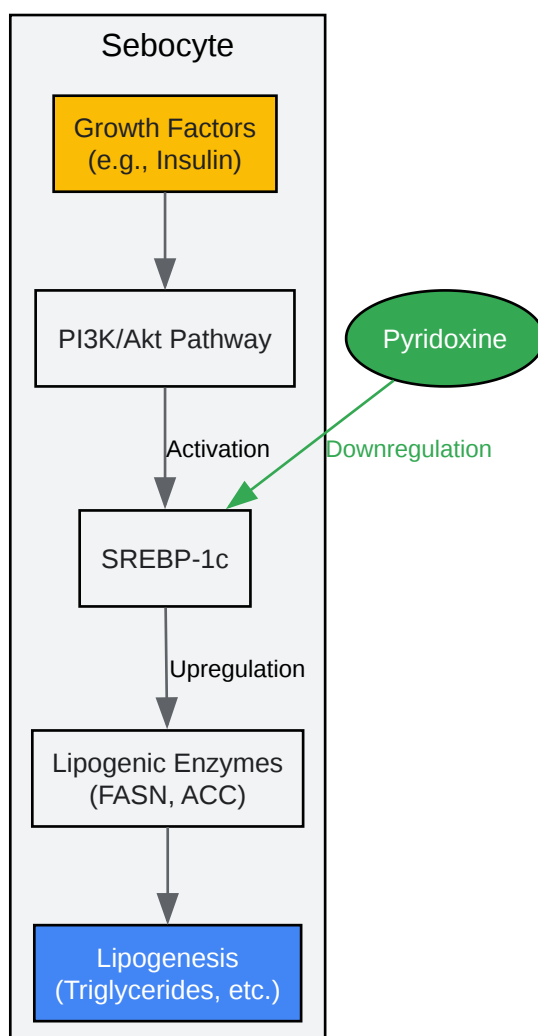 Sebocyte
Growth Factors
(e.g., Insulin)
PI3K/Akt Pathway
Pyridoxine
Activation
Downregulation
SREBP-1c
Upregulation
Lipogenic Enzymes
(FASN, ACC)
Lipogenesis
(Triglycerides, etc.)